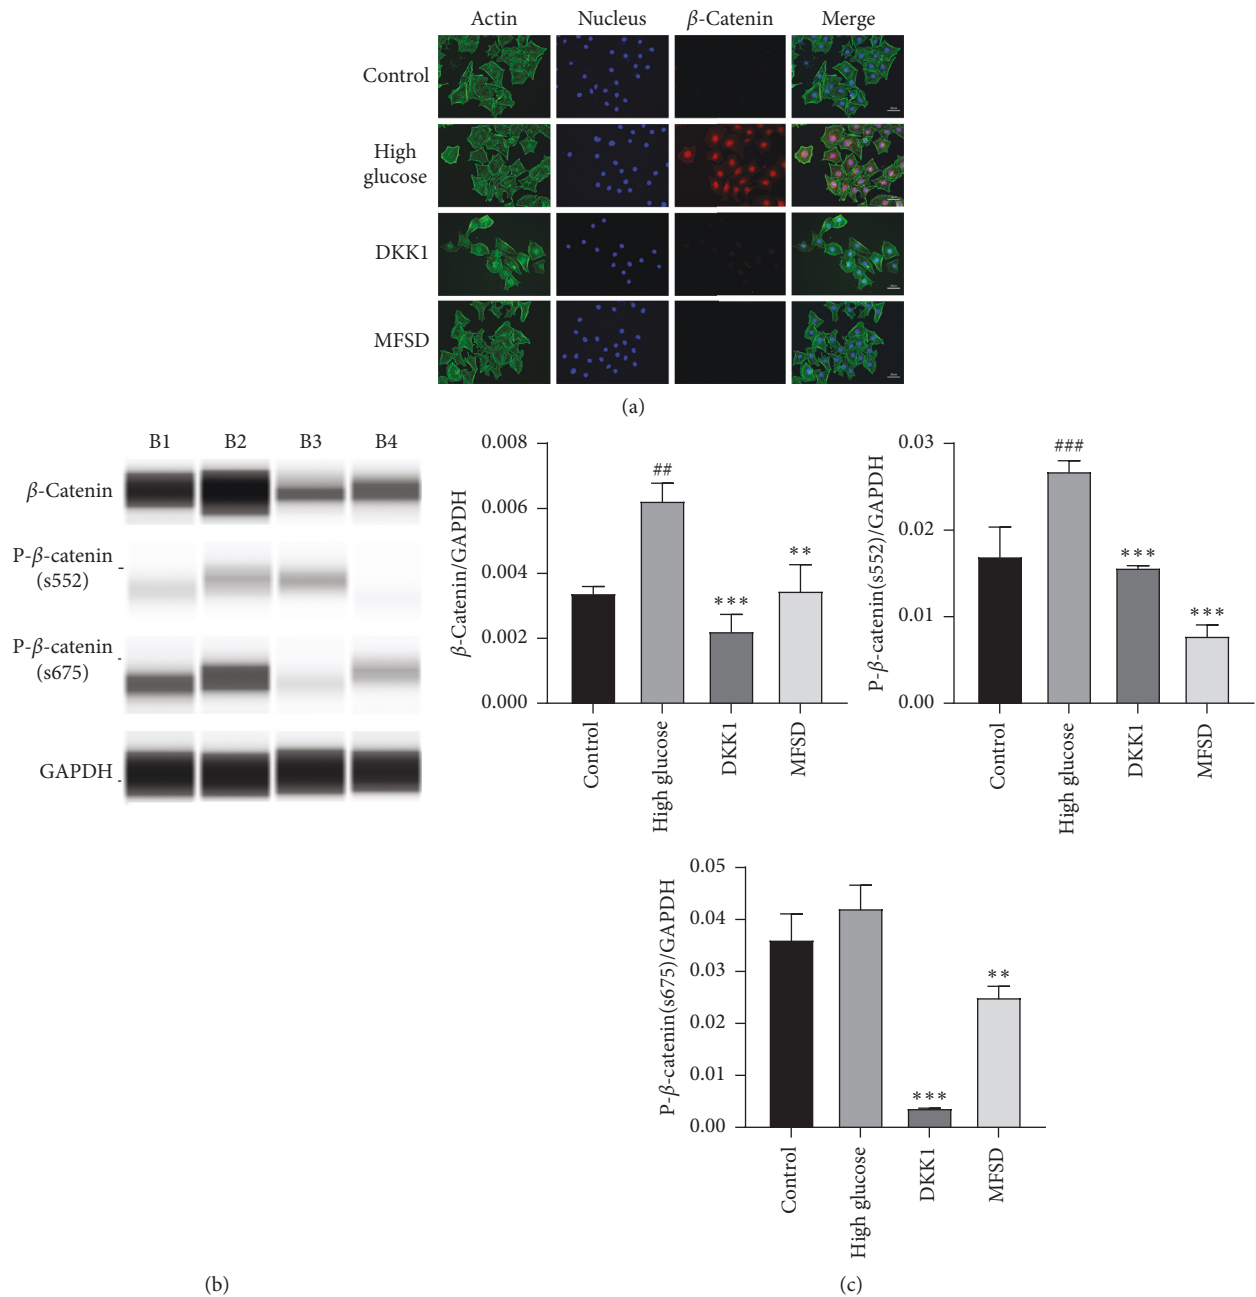 Actin Nucleus β-Catenin Merge
Control
High
glucose
DKK1
MFSD
(a)
B1 B2 B3 B4
β-Catenin
P-β-catenin
(s552)
P-β-catenin
(s675)
GAPDH
(b)
β-Catenin/GAPDH
0.008
0.006
0.004
0.002
0.000
##
***
**
Control
High glucose
DKK1
MFSD
P-β-catenin(s552)/GAPDH
0.03
0.02
0.01
0.00
###
***
***
Control
High glucose
DKK1
MFSD
P-β-catenin(s675)/GAPDH
0.05
0.04
0.03
0.02
0.01
0.00
***
**
Control
High glucose
DKK1
MFSD
(c)